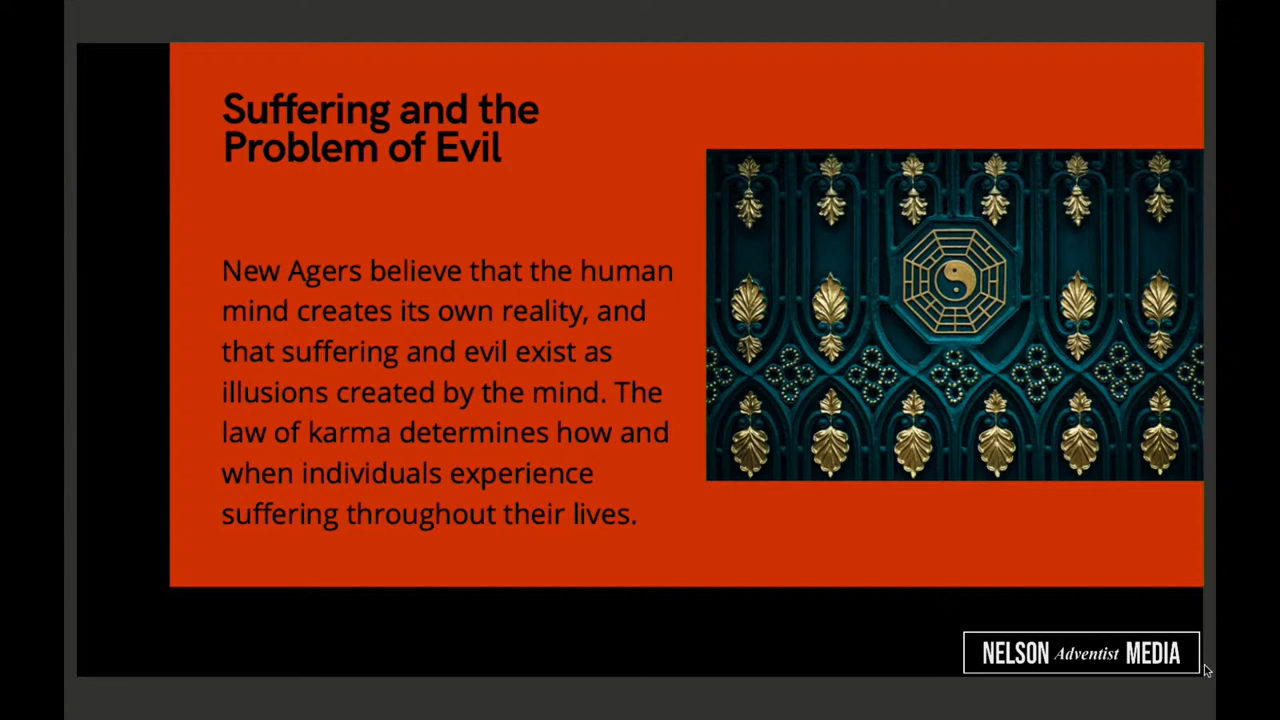 Suffering and the
Problem of Evil
New Agers believe that the human
mind creates its own reality, and
that suffering and evil exist as
illusions created by the mind. The
law of karma determines how and
when individuals experience
suffering throughout their lives.
NELSON Adventist MEDIA